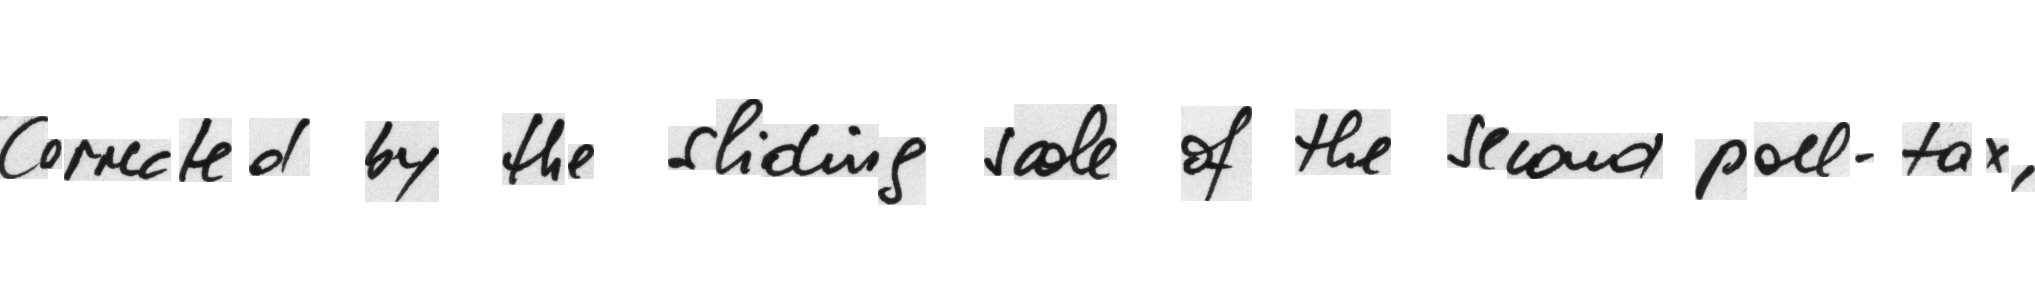 Corrected by the sliding scale of the second poll-tax,